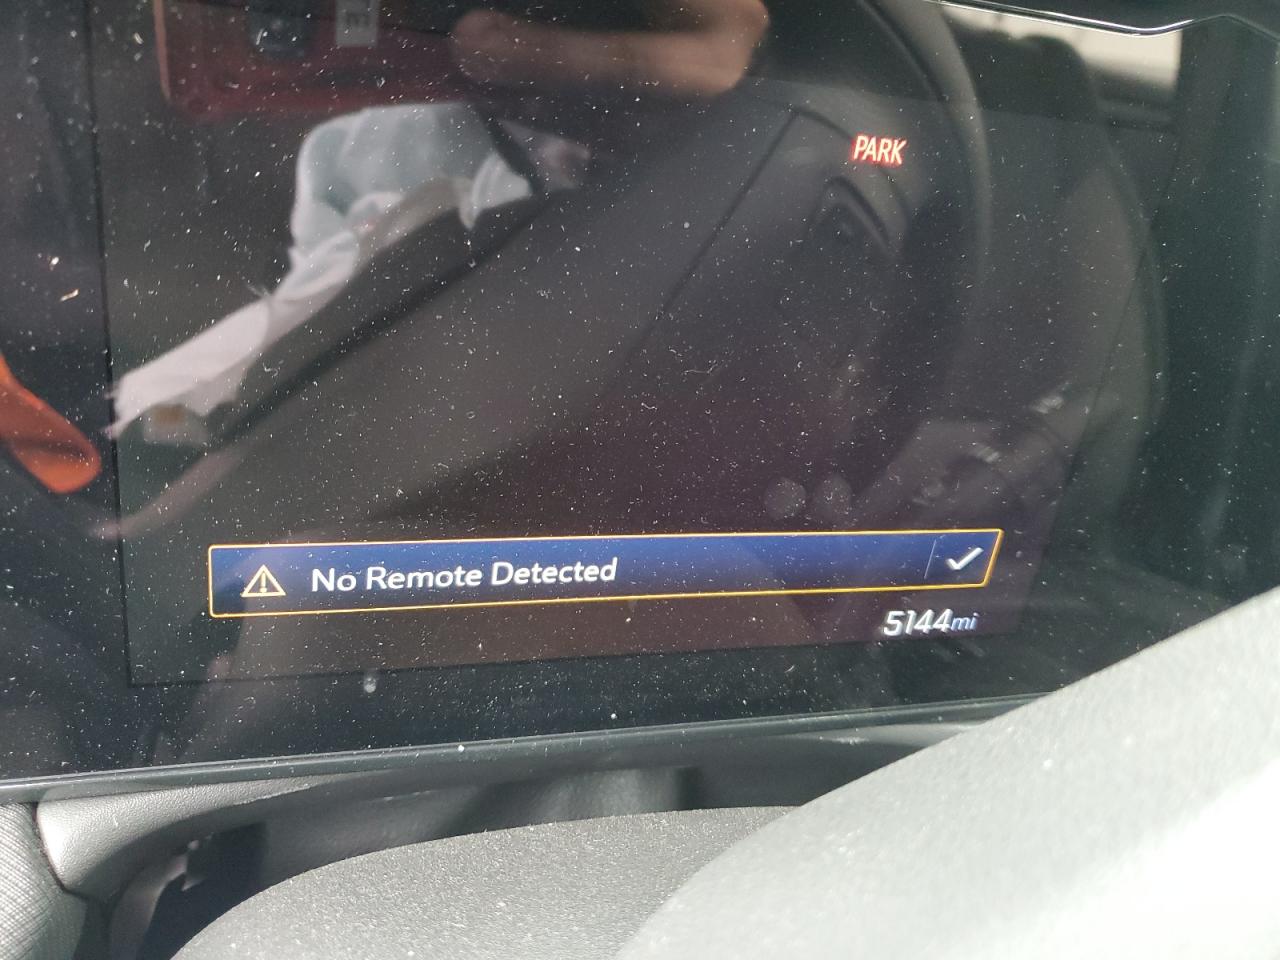 PARK
No Remote Detected
5144mi